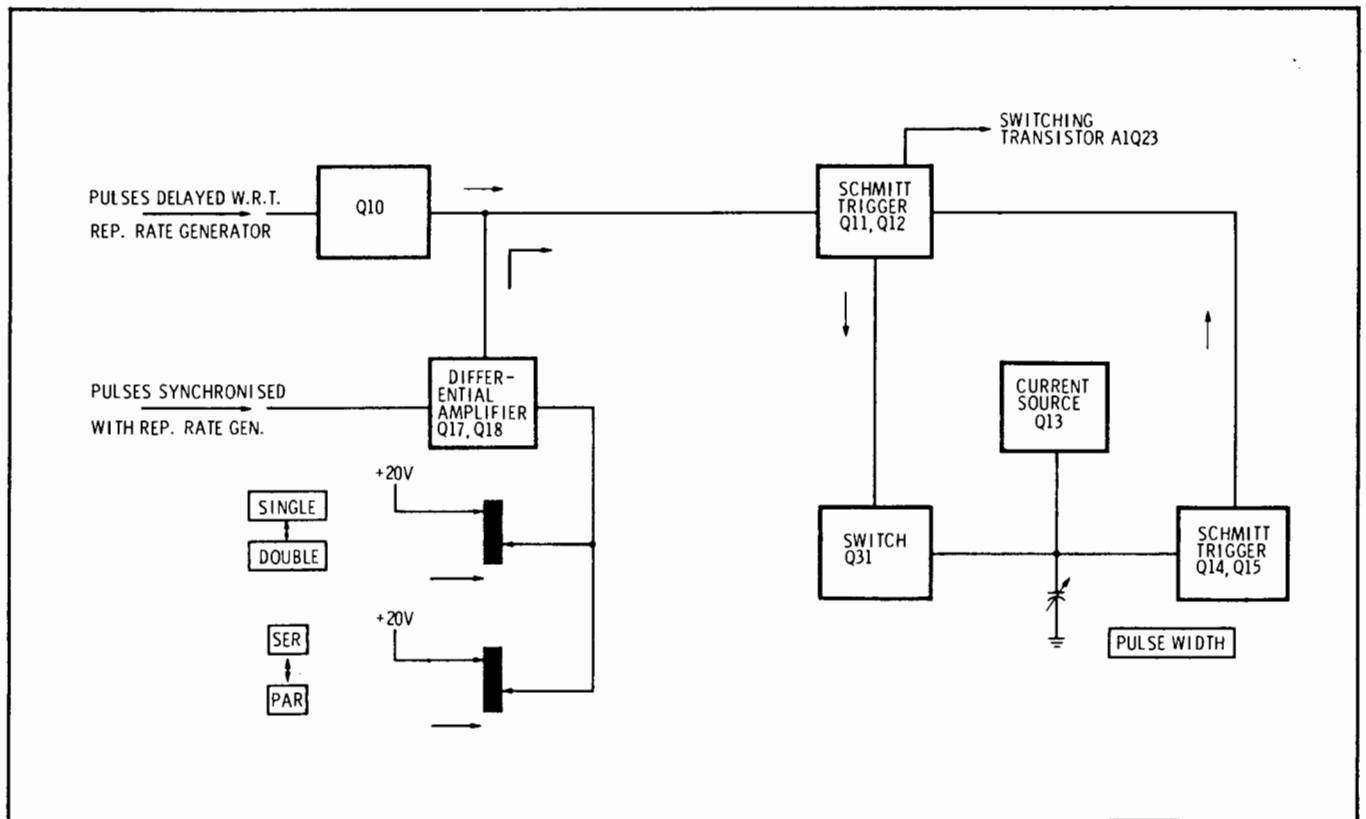 SWITCHING
TRANSISTOR A1Q23
PULSES DELAYED W.R.T.
REP. RATE GENERATOR
Q10
SCHMITT
TRIGGER
Q11, Q12
PULSES SYNCHRONISED
WITH REP. RATE GEN.
DIFFER-
ENTIAL
AMPLIFIER
Q17, Q18
CURRENT
SOURCE
Q13
+20V
SINGLE
DOUBLE
SWITCH
Q31
SCHMITT
TRIGGER
Q14, Q15
+20V
SER
PAR
PULSE WIDTH